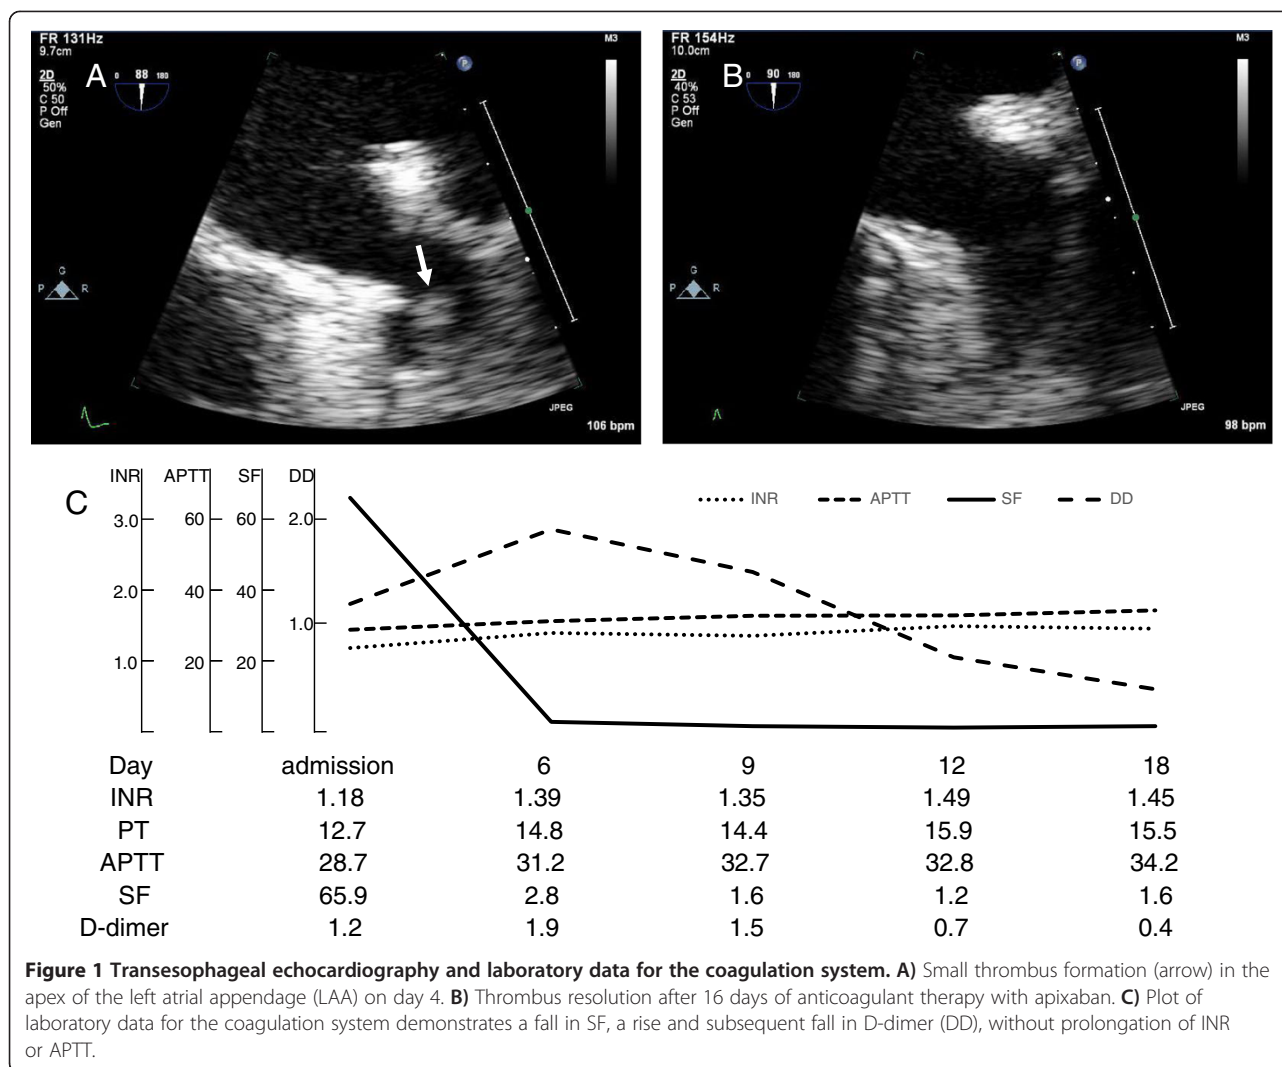 FR 131Hz
9.7cm
2D
50%
C 50
P Off
Gen
A
0 88 180
P
M3
G
P R
JPEG
106 bpm
FR 154Hz
10.0cm
2D
40%
C 53
P Off
Gen
B
0 90 180
P
M3
G
P R
JPEG
98 bpm
C
INR APTT SF DD
3.0 60 60 2.0
2.0 40 40
1.0
1.0 20 20
INR APTT SF DD
Day admission 6 9 12 18
INR 1.18 1.39 1.35 1.49 1.45
PT 12.7 14.8 14.4 15.9 15.5
APTT 28.7 31.2 32.7 32.8 34.2
SF 65.9 2.8 1.6 1.2 1.6
D-dimer 1.2 1.9 1.5 0.7 0.4
Figure 1 Transesophageal echocardiography and laboratory data for the coagulation system. A) Small thrombus formation (arrow) in the
apex of the left atrial appendage (LAA) on day 4. B) Thrombus resolution after 16 days of anticoagulant therapy with apixaban. C) Plot of
laboratory data for the coagulation system demonstrates a fall in SF, a rise and subsequent fall in D-dimer (DD), without prolongation of INR
or APTT.